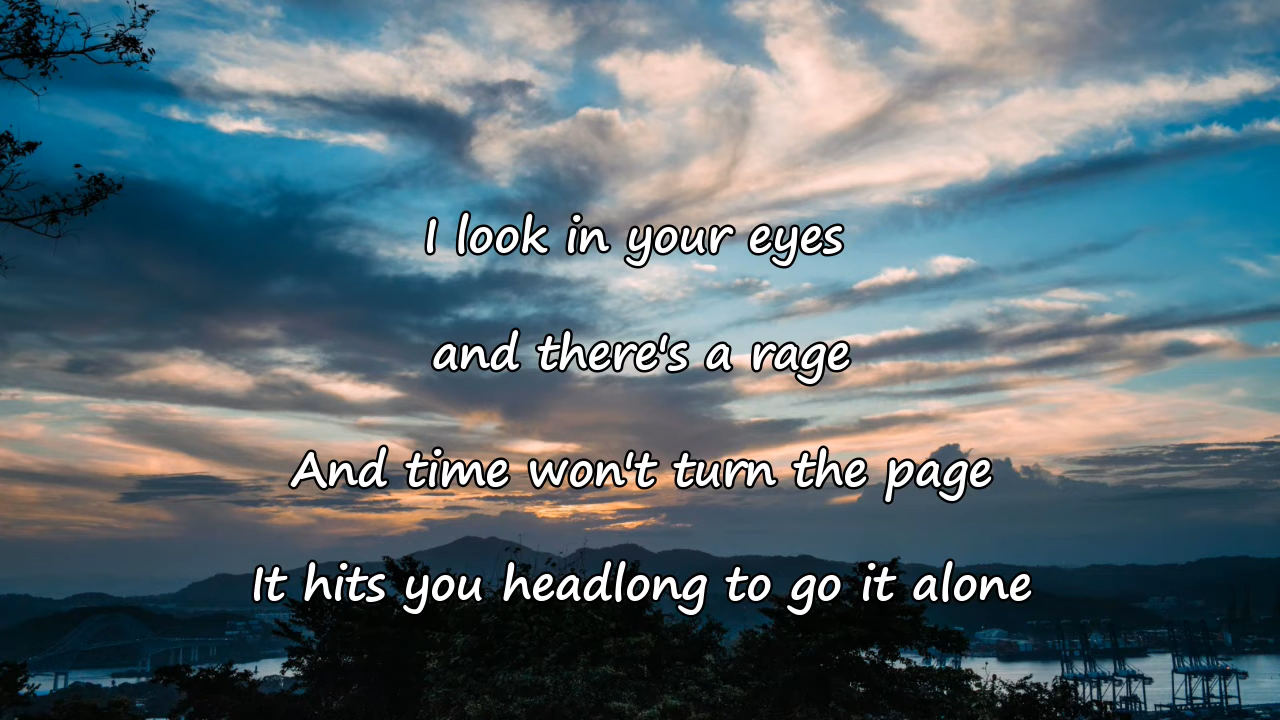 I look in your eyes
and there's a rage
And time won't turn the page
It hits you headlong to go it alone